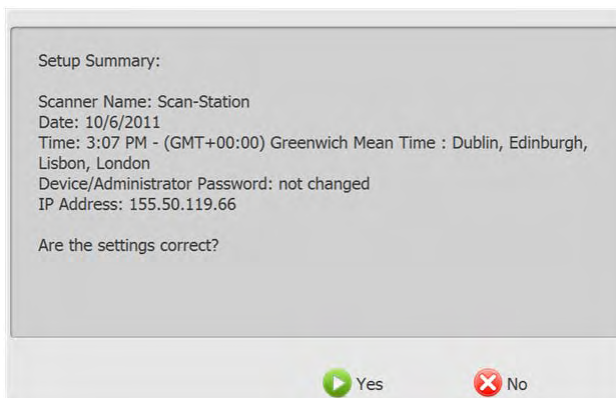 Setup Summary:
Scanner Name: Scan-Station
Date: 10/6/2011
Time: 3:07 PM - (GMT+00:00) Greenwich Mean Time : Dublin, Edinburgh,
Lisbon, London
Device/Administrator Password: not changed
IP Address: 155.50.119.66
Are the settings correct?
Yes No